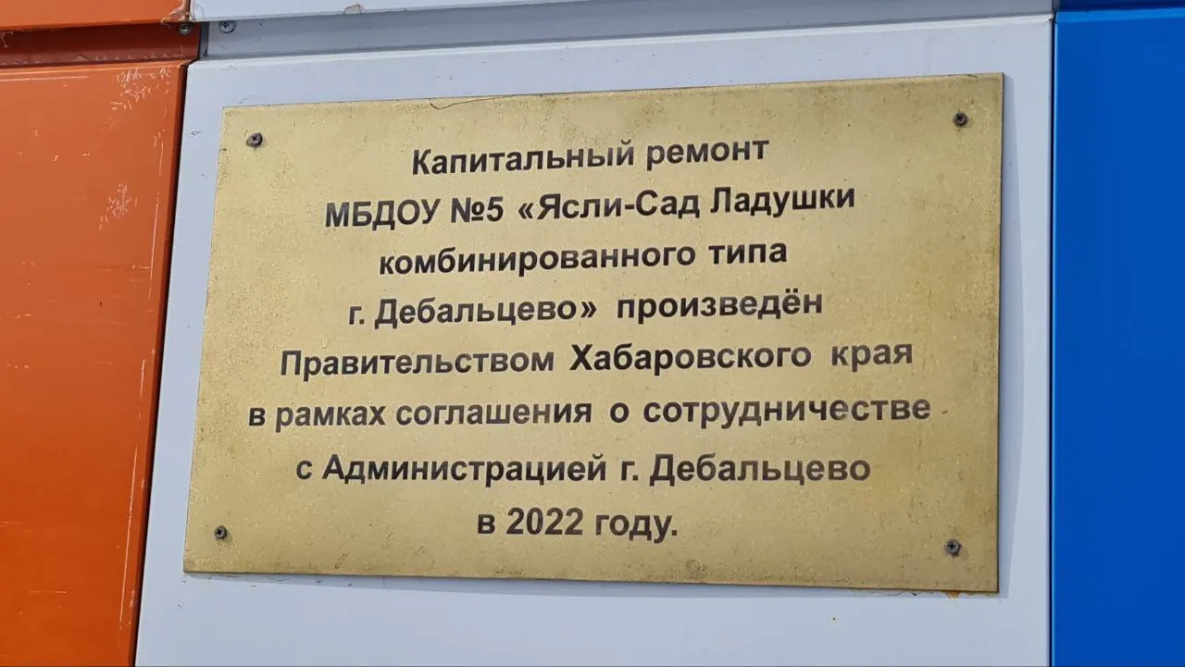 Капитальный ремонт
МБДОУ №5 «Ясли-Сад Ладушки
комбинированного типа
г. Дебальцево» произведён
Правительством Хабаровского края
в рамках соглашения о сотрудничестве
с Администрацией г. Дебальцево
в 2022 году.